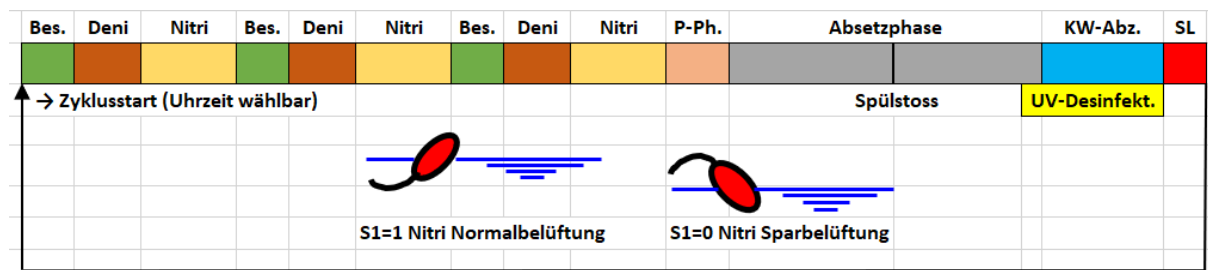 Bes. Deni Nitri Bes. Deni Nitri Bes. Deni Nitri P-Ph. Absetzphase KW-Abz. SL
→ Zyklusstart (Uhrzeit wählbar) Spülstoss UV-Desinfekt.
S1=1 Nitri Normalbelüftung S1=0 Nitri Sparbelüftung